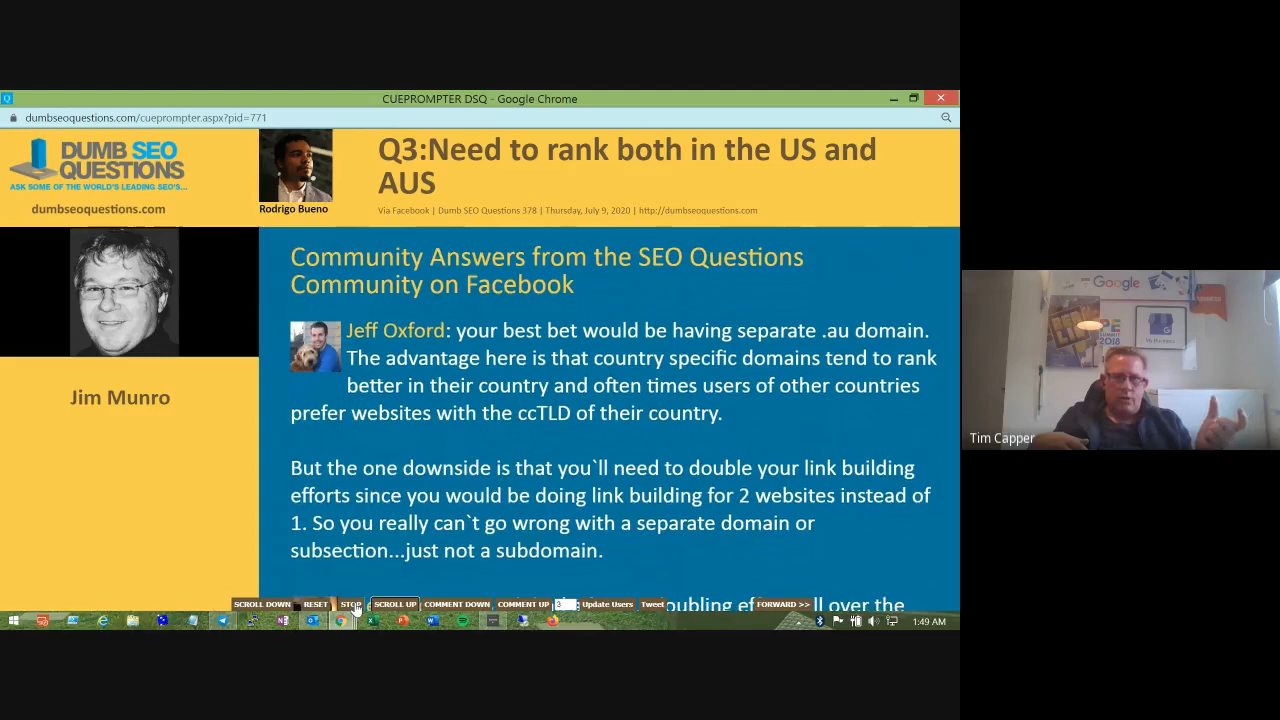 CUEPROMPTER DSQ - Google Chrome
dumbseoquestions.com/cueprompter.aspx?pid=771
DUMB SEO
QUESTIONS
ASK SOME OF THE WORLD'S LEADING SEO'S...
dumbseoquestions.com
Rodrigo Bueno
Q3:Need to rank both in the US and
AUS
Via Facebook | Dumb SEO Questions 378 | Thursday, July 9, 2020 | http://dumbseoquestions.com
Jim Munro
Community Answers from the SEO Questions
Community on Facebook
Jeff Oxford: your best bet would be having separate .au domain.
The advantage here is that country specific domains tend to rank
better in their country and often times users of other countries
prefer websites with the ccTLD of their country.
But the one downside is that you`ll need to double your link building
efforts since you would be doing link building for 2 websites instead of
1. So you really can`t go wrong with a separate domain or
subsection...just not a subdomain.
SCROLL DOWN RESET STOP SCROLL UP COMMENT DOWN COMMENT UP 3 Update Users Tweet FORWARD >>
over the
1:49 AM
Google
2018
Tim Capper